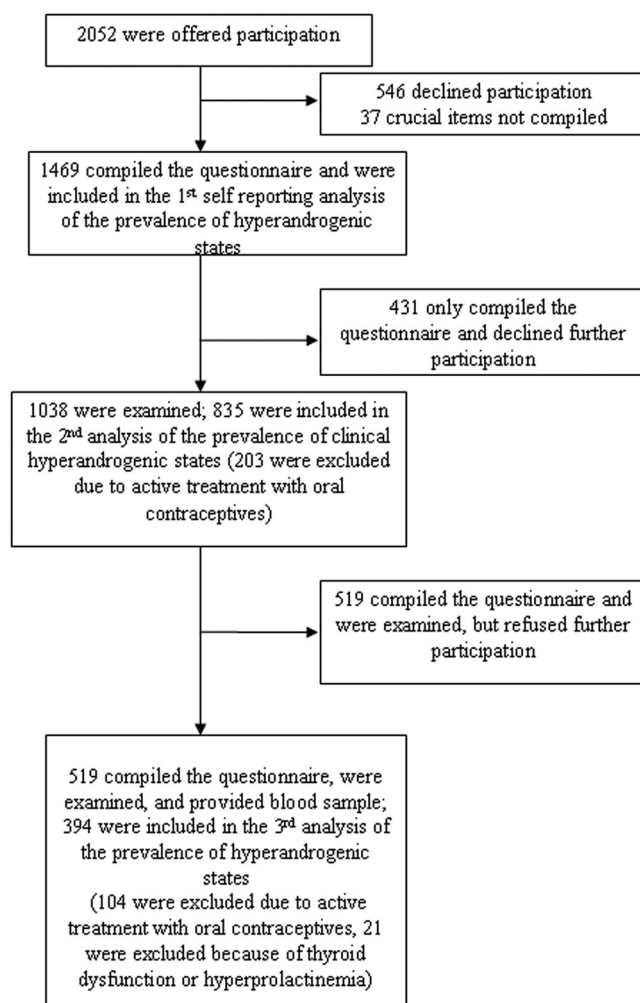 2052 were offered participation
546 declined participation
37 crucial items not compiled
1469 compiled the questionnaire and were
included in the 1st self reporting analysis
of the prevalence of hyperandrogenic
states
431 only compiled the
questionnaire and declined further
participation
1038 were examined; 835 were included in
the 2nd analysis of the prevalence of clinical
hyperandrogenic states (203 were excluded
due to active treatment with oral
contraceptives)
519 compiled the questionnaire and
were examined, but refused further
participation
519 compiled the questionnaire, were
examined, and provided blood sample;
394 were included in the 3rd analysis of
the prevalence of hyperandrogenic
states
(104 were excluded due to active
treatment with oral contraceptives, 21
were excluded because of thyroid
dysfunction or hyperprolactinemia)